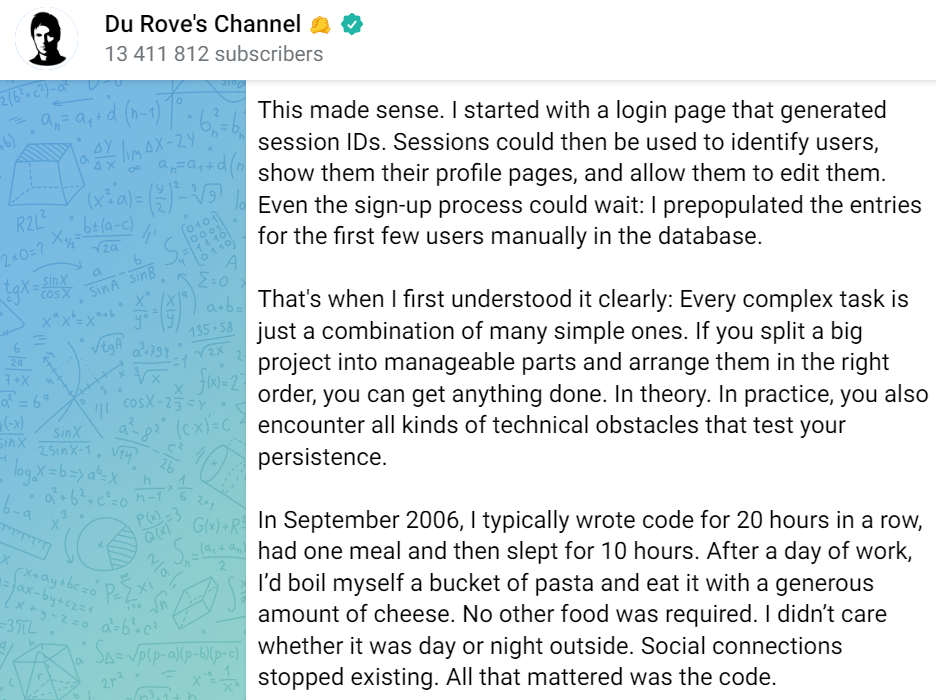 Du Rove's Channel
13 411 812 subscribers
This made sense. I started with a login page that generated
session IDs. Sessions could then be used to identify users,
show them their profile pages, and allow them to edit them.
Even the sign-up process could wait: I prepopulated the entries
for the first few users manually in the database.
That's when I first understood it clearly: Every complex task is
just a combination of many simple ones. If you split a big
project into manageable parts and arrange them in the right
order, you can get anything done. In theory. In practice, you also
encounter all kinds of technical obstacles that test your
persistence.
In September 2006, I typically wrote code for 20 hours in a row,
had one meal and then slept for 10 hours. After a day of work,
I’d boil myself a bucket of pasta and eat it with a generous
amount of cheese. No other food was required. I didn’t care
whether it was day or night outside. Social connections
stopped existing. All that mattered was the code.